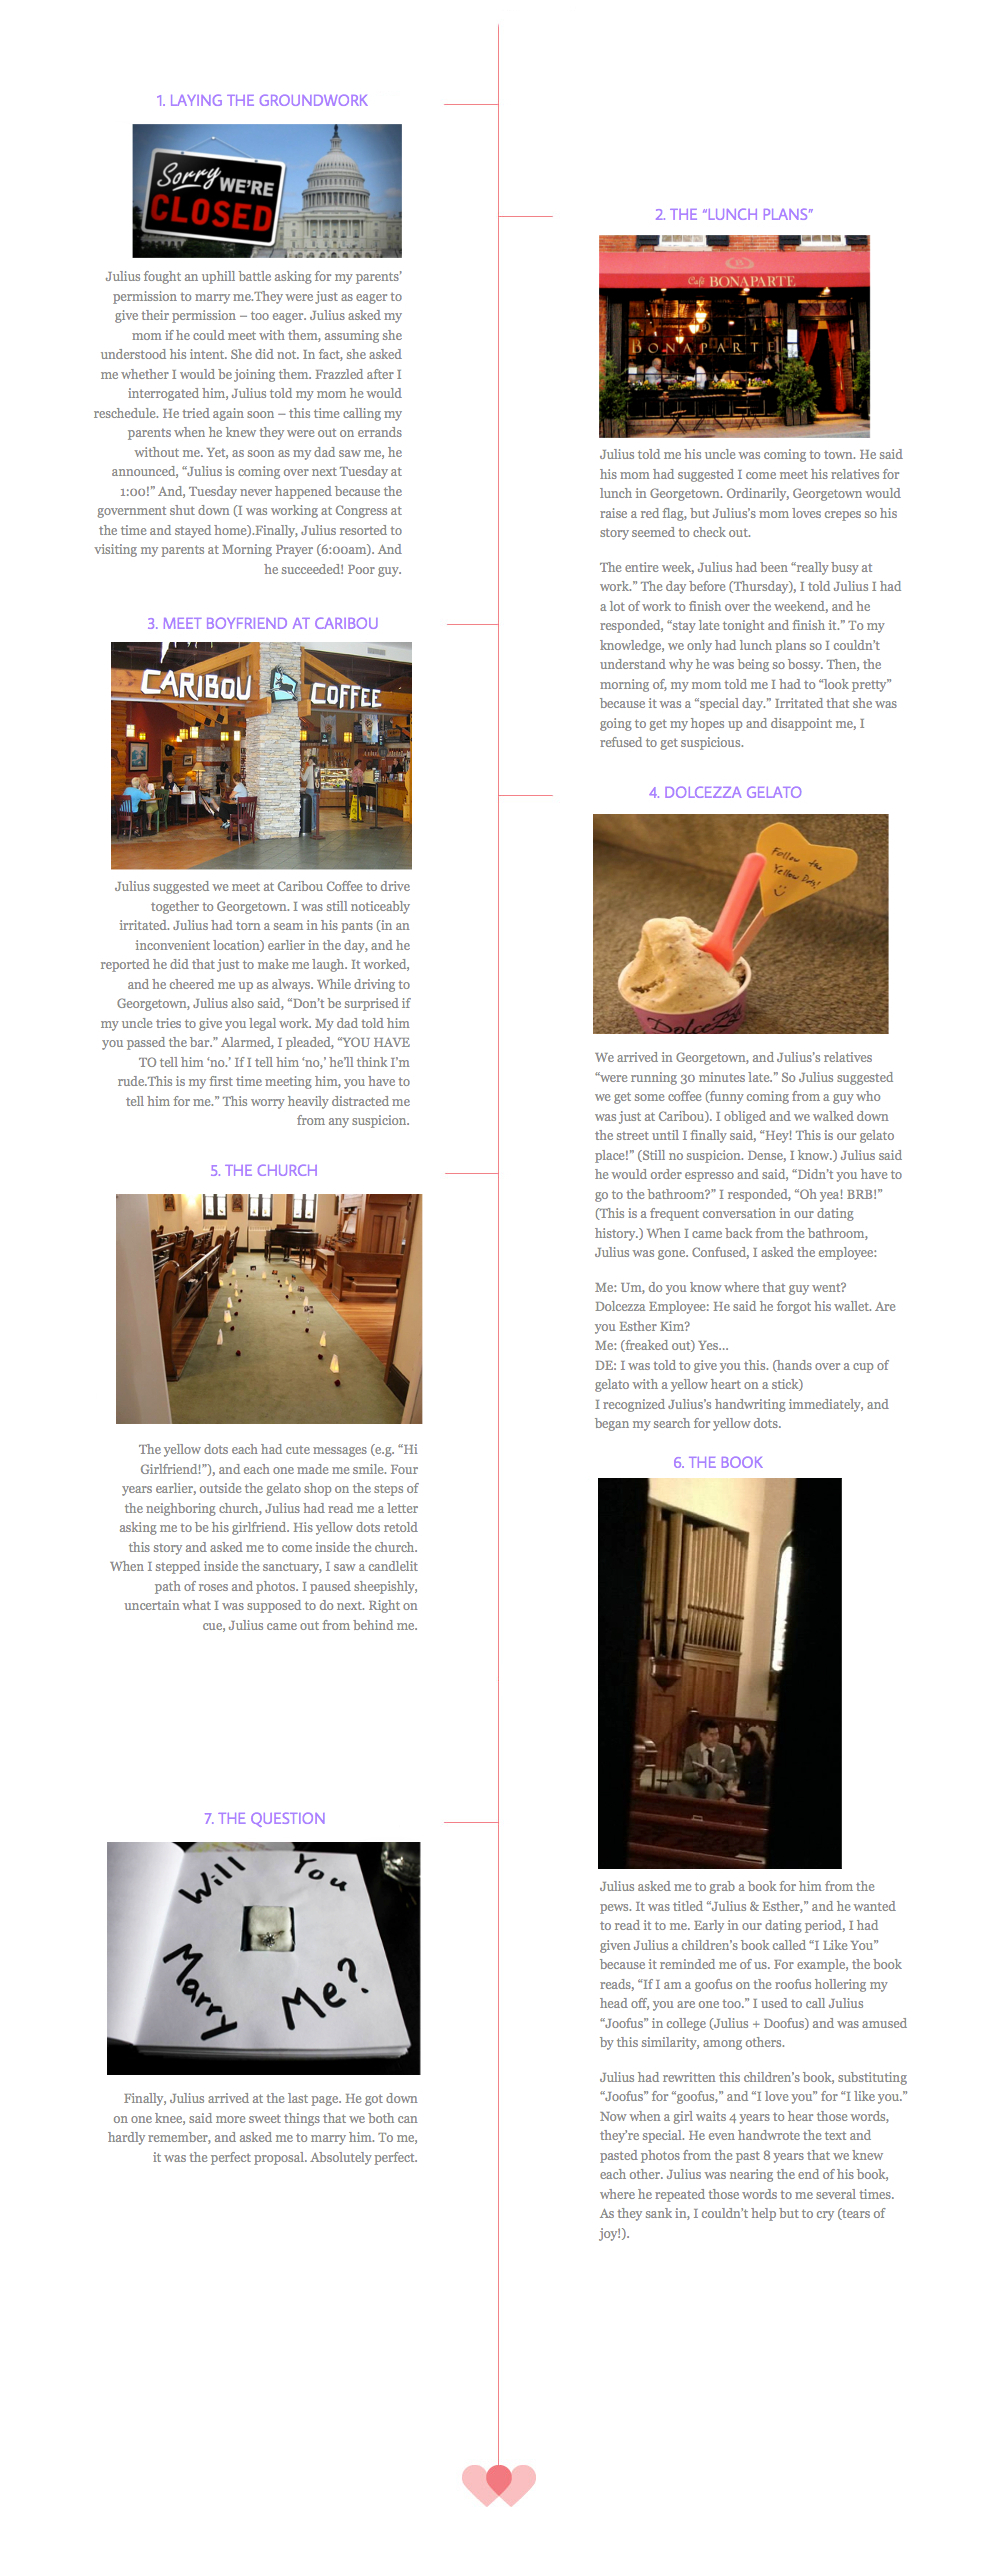 1. LAYING THE GROUNDWORK
Sorry
WE'RE
CLOSED
Julius fought an uphill battle asking for my parents’
permission to marry me.They were just as eager to
give their permission – too eager. Julius asked my
mom if he could meet with them, assuming she
understood his intent. She did not. In fact, she asked
me whether I would be joining them. Frazzled after I
interrogated him, Julius told my mom he would
reschedule. He tried again soon – this time calling my
parents when he knew they were out on errands
without me. Yet, as soon as my dad saw me, he
announced, “Julius is coming over next Tuesday at
1:00!” And, Tuesday never happened because the
government shut down (I was working at Congress at
the time and stayed home).Finally, Julius resorted to
visiting my parents at Morning Prayer (6:00am). And
he succeeded! Poor guy.
2. THE “LUNCH PLANS”
Café BONAPARTE
BONAPARTE
Julius told me his uncle was coming to town. He said
his mom had suggested I come meet his relatives for
lunch in Georgetown. Ordinarily, Georgetown would
raise a red flag, but Julius's mom loves crepes so his
story seemed to check out.
The entire week, Julius had been “really busy at
work.” The day before (Thursday), I told Julius I had
a lot of work to finish over the weekend, and he
responded, “stay late tonight and finish it.” To my
knowledge, we only had lunch plans so I couldn’t
understand why he was being so bossy. Then, the
morning of, my mom told me I had to “look pretty”
because it was a “special day.” Irritated that she was
going to get my hopes up and disappoint me, I
refused to get suspicious.
3. MEET BOYFRIEND AT CARIBOU
CARIBOU
COFFEE
Julius suggested we meet at Caribou Coffee to drive
together to Georgetown. I was still noticeably
irritated. Julius had torn a seam in his pants (in an
inconvenient location) earlier in the day, and he
reported he did that just to make me laugh. It worked,
and he cheered me up as always. While driving to
Georgetown, Julius also said, “Don’t be surprised if
my uncle tries to give you legal work. My dad told him
you passed the bar.” Alarmed, I pleaded, “YOU HAVE
TO tell him ‘no.’ If I tell him ‘no,’ he’ll think I’m
rude.This is my first time meeting him, you have to
tell him for me.” This worry heavily distracted me
from any suspicion.
4. DOLCEZZA GELATO
Follow the
Yellow Dots!
Dolcezza
We arrived in Georgetown, and Julius’s relatives
“were running 30 minutes late.” So Julius suggested
we get some coffee (funny coming from a guy who
was just at Caribou). I obliged and we walked down
the street until I finally said, “Hey! This is our gelato
place!” (Still no suspicion. Dense, I know.) Julius said
he would order espresso and said, “Didn’t you have to
go to the bathroom?” I responded, “Oh yea! BRB!”
(This is a frequent conversation in our dating
history.) When I came back from the bathroom,
Julius was gone. Confused, I asked the employee:
Me: Um, do you know where that guy went?
Dolcezza Employee: He said he forgot his wallet. Are
you Esther Kim?
Me: (freaked out) Yes...
DE: I was told to give you this. (hands over a cup of
gelato with a yellow heart on a stick)
I recognized Julius’s handwriting immediately, and
began my search for yellow dots.
5. THE CHURCH
The yellow dots each had cute messages (e.g. “Hi
Girlfriend!”), and each one made me smile. Four
years earlier, outside the gelato shop on the steps of
the neighboring church, Julius had read me a letter
asking me to be his girlfriend. His yellow dots retold
this story and asked me to come inside the church.
When I stepped inside the sanctuary, I saw a candlelit
path of roses and photos. I paused sheepishly,
uncertain what I was supposed to do next. Right on
cue, Julius came out from behind me.
6. THE BOOK
Julius asked me to grab a book for him from the
pews. It was titled “Julius & Esther,” and he wanted
to read it to me. Early in our dating period, I had
given Julius a children’s book called “I Like You”
because it reminded me of us. For example, the book
reads, “If I am a goofus on the roofus hollering my
head off, you are one too.” I used to call Julius
“Joofus” in college (Julius + Doofus) and was amused
by this similarity, among others.
Julius had rewritten this children’s book, substituting
“Joofus” for “goofus,” and “I love you” for “I like you.”
Now when a girl waits 4 years to hear those words,
they’re special. He even handwrote the text and
pasted photos from the past 8 years that we knew
each other. Julius was nearing the end of his book,
where he repeated those words to me several times.
As they sank in, I couldn’t help but to cry (tears of
joy!).
7. THE QUESTION
Will You
Marry Me?
Finally, Julius arrived at the last page. He got down
on one knee, said more sweet things that we both can
hardly remember, and asked me to marry him. To me,
it was the perfect proposal. Absolutely perfect.